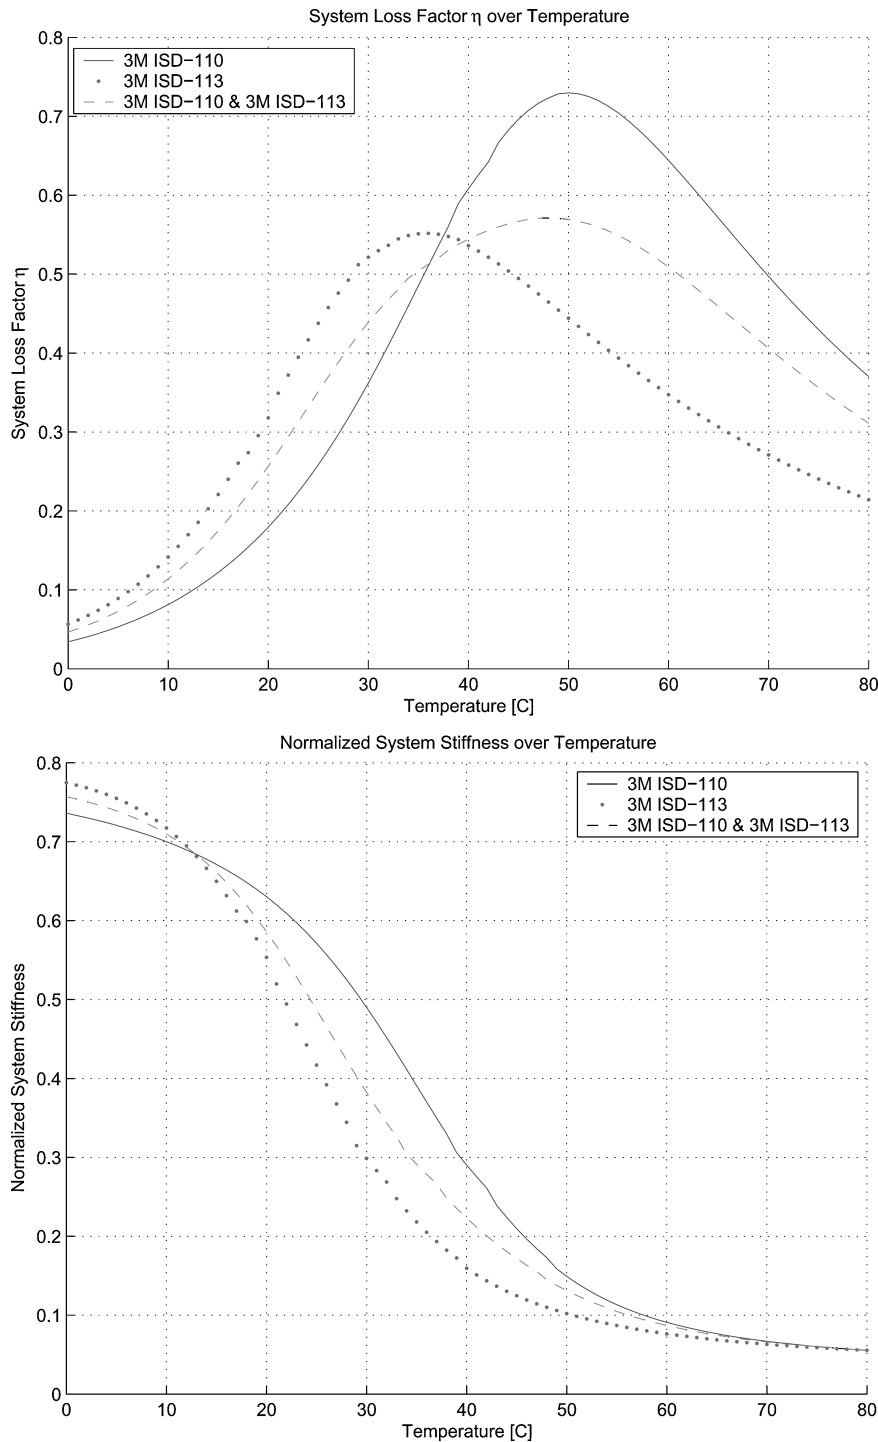 System Loss Factor η over Temperature
0.8
3M ISD−110
3M ISD−113
3M ISD−110 & 3M ISD−113
0.7
0.6
0.5
0.4
0.3
0.2
0.1
0
System Loss Factor η
0 10 20 30 40 50 60 70 80
Temperature [C]
Normalized System Stiffness over Temperature
0.8
3M ISD−110
3M ISD−113
3M ISD−110 & 3M ISD−113
0.7
0.6
0.5
0.4
0.3
0.2
0.1
0
Normalized System Stiffness
0 10 20 30 40 50 60 70 80
Temperature [C]